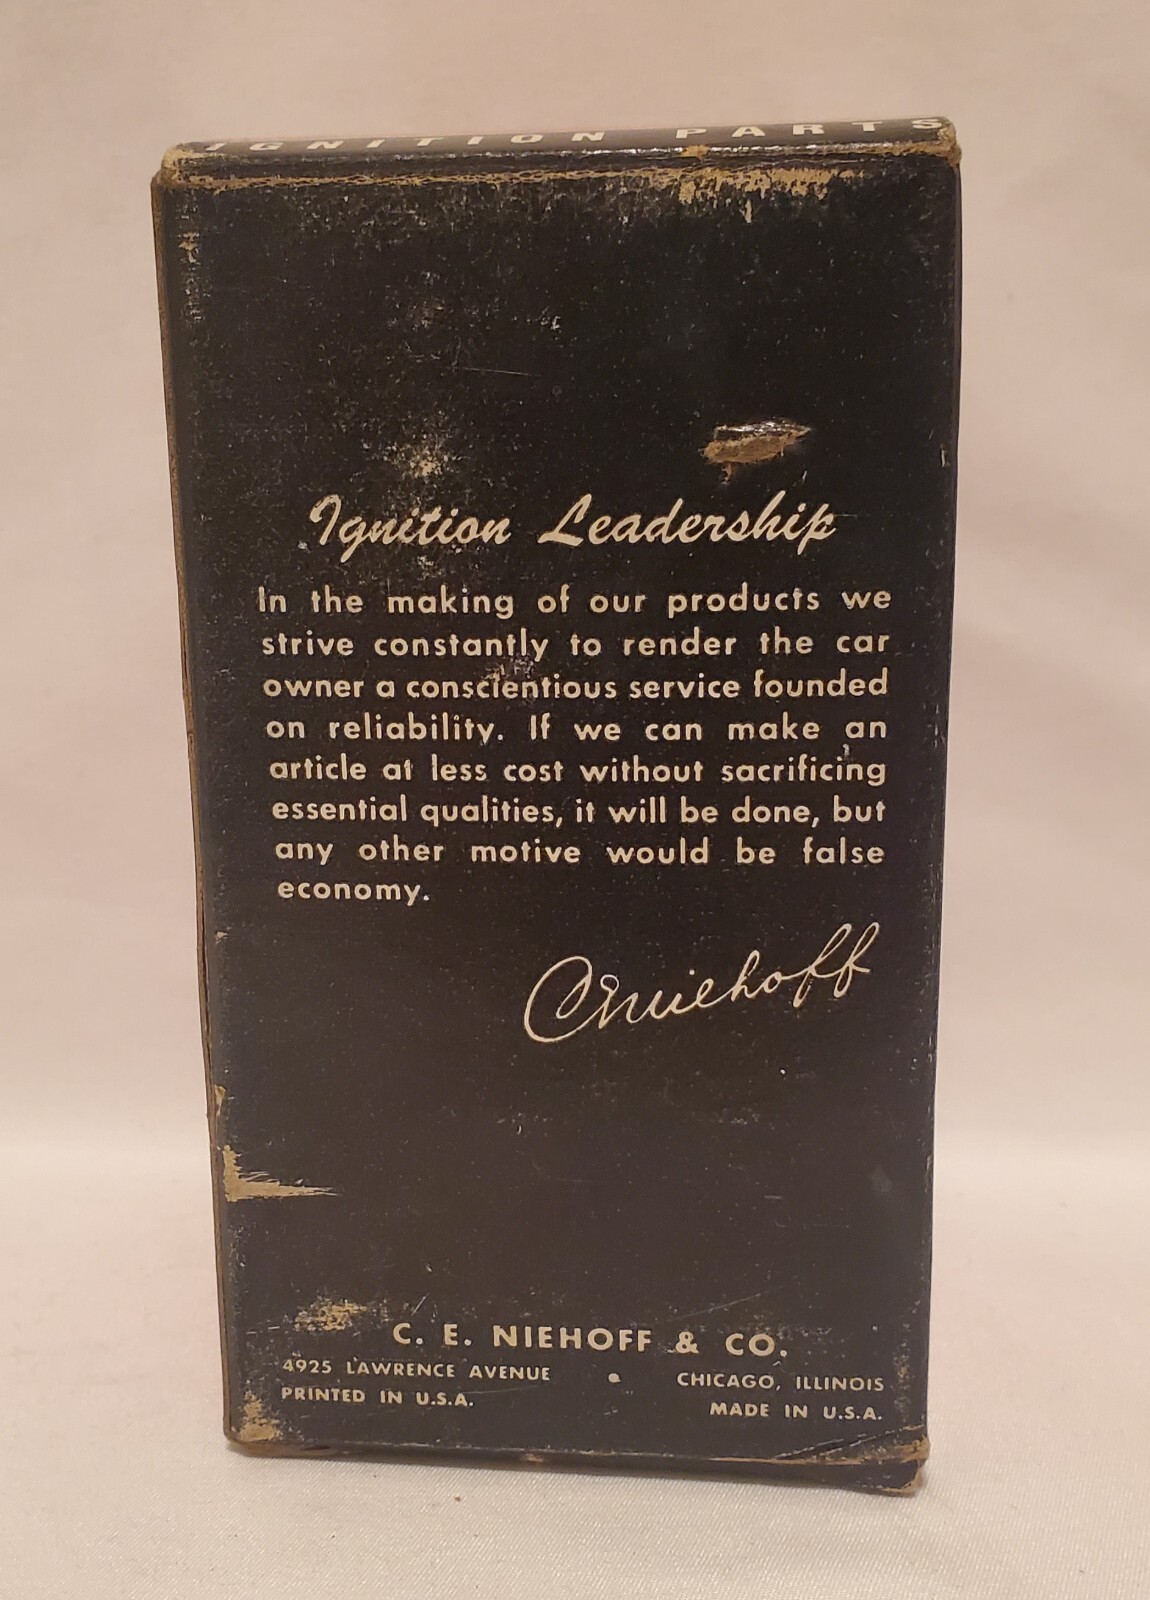 IGNITION PARTS
Ignition Leadership
In the making of our products we
strive constantly to render the car
owner a conscientious service founded
on reliability. If we can make an
article at less cost without sacrificing
essential qualities, it will be done, but
any other motive would be false
economy.
CENiehoff
C. E. NIEHOFF & CO.
4925 LAWRENCE AVENUE • CHICAGO, ILLINOIS
PRINTED IN U.S.A. MADE IN U.S.A.